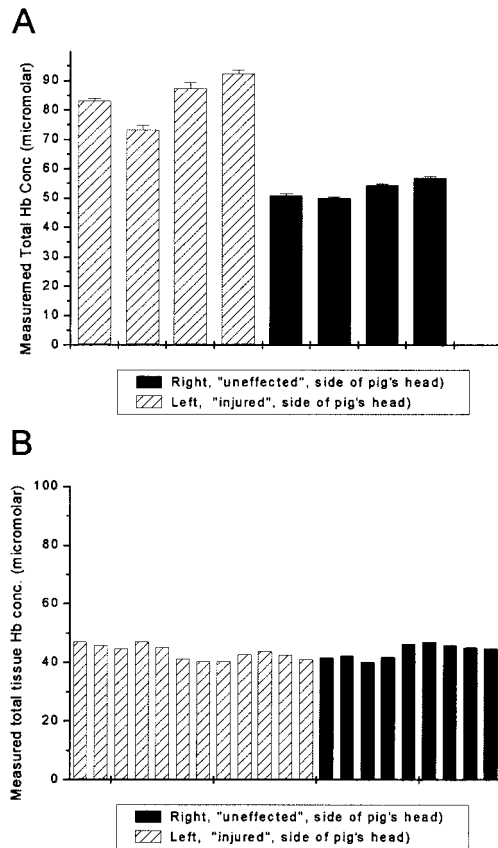 A
Measuremed Total Hb Conc (micromolar)
90
80
70
60
50
40
30
20
10
0
Right, "uneffected", side of pig's head)
Left, "injured", side of pig's head)
B
Measured total tissue Hb conc. (micromolar)
100
80
60
40
20
0
Right, "uneffected", side of pig's head)
Left, "injured", side of pig's head)